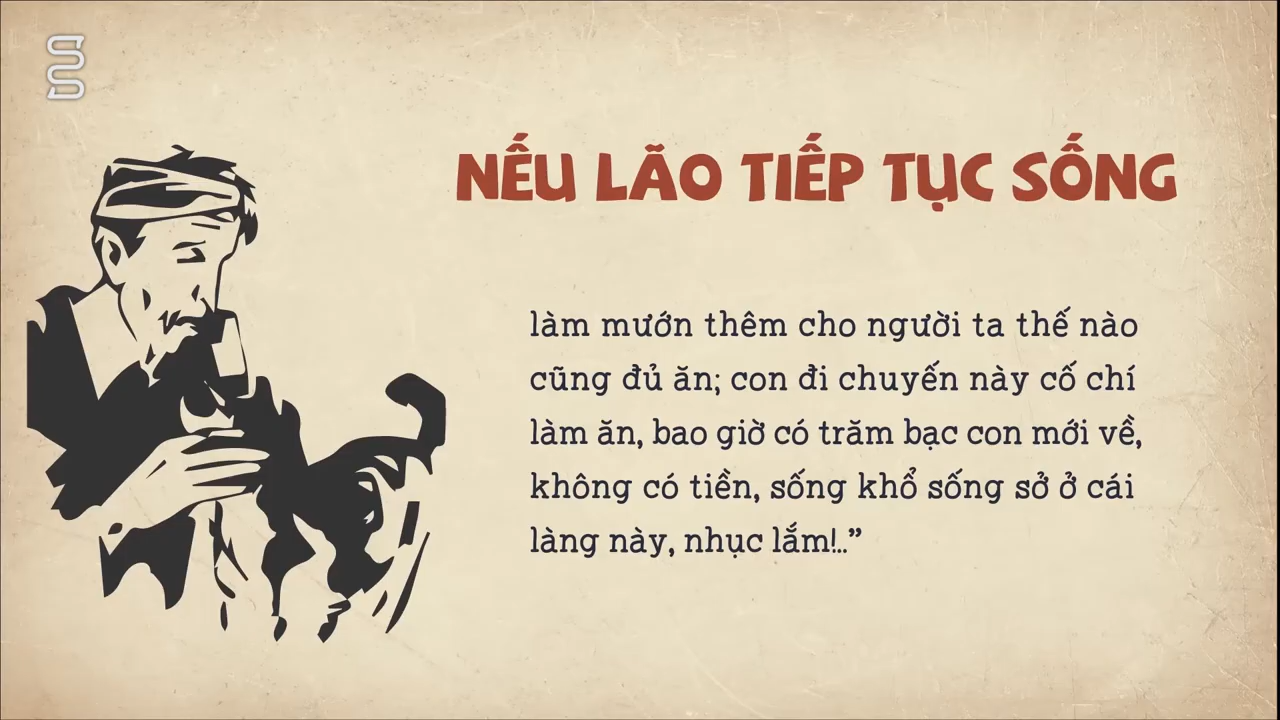 NẾU LÃO TIẾP TỤC SỐNG
làm mướn thêm cho người ta thế nào
cũng đủ ăn; con đi chuyến này cố chí
làm ăn, bao giờ có trăm bạc con mới về,
không có tiền, sống khổ sống sở ở cái
làng này, nhục lắm!..”